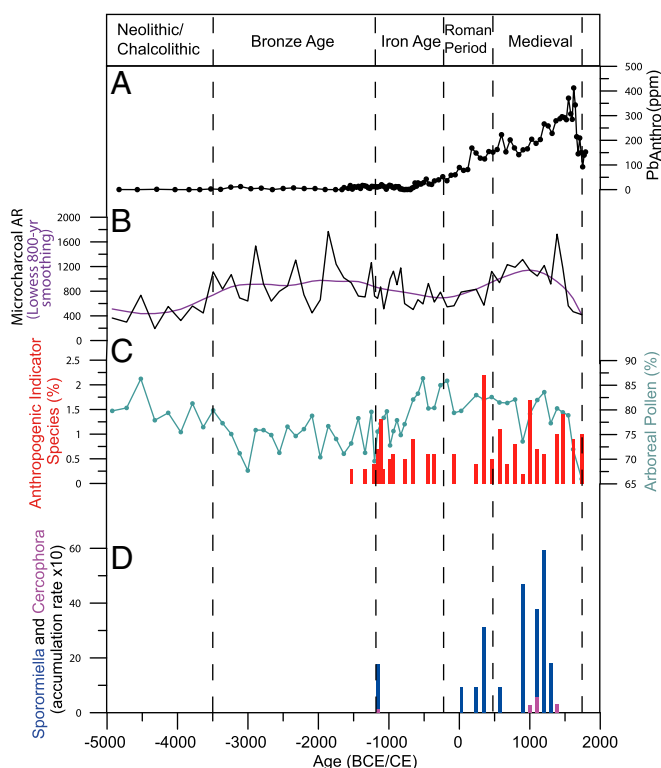 Neolithic/
Chalcolithic
Bronze Age
Iron Age
Roman
Period
Medieval
A
500
400
300
200
100
0
PbAnthro(ppm)
B
2000
1600
1200
800
400
0
Microcharcoal AR
(Lowess 800-yr
smoothing)
C
2.5
2
1.5
1
0.5
0
Anthropogenic Indicator
Species (%)
90
85
80
75
70
65
Arboreal Pollen (%)
D
60
40
20
0
Sporormiella and Cercophora
(accumulation rate x10)
-5000 -4000 -3000 -2000 -1000 0 1000 2000
Age (BCE/CE)